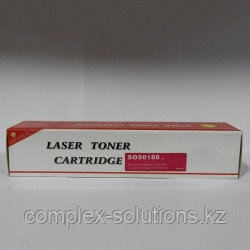 LASER TONER
CARTRIDGE
SO50188
© complex-solutions.kz